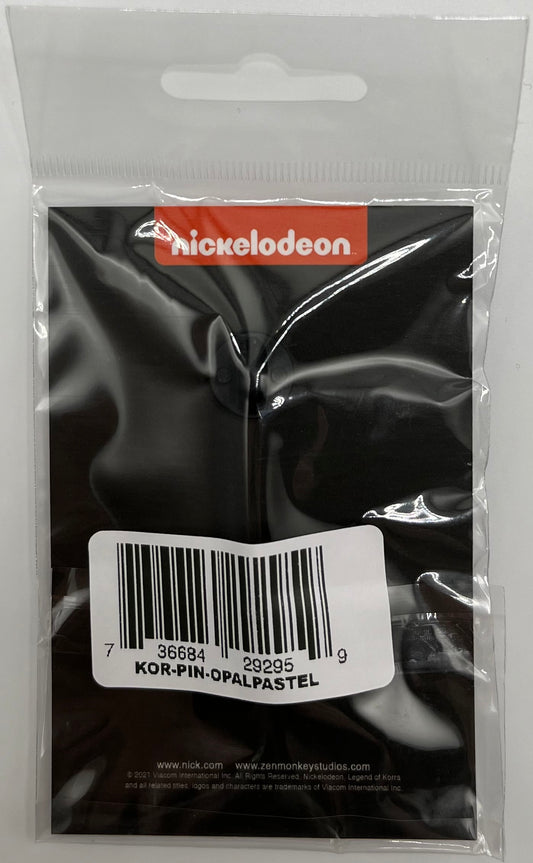 nickelodeon
7 36684 29295 9
KOR-PIN-OPALPASTEL
www.nick.com www.zenmonkeystudios.com
© 2021 Viacom International Inc. All Rights Reserved. Nickelodeon, Legend of Korra
and all related titles, logos and characters are trademarks of Viacom International Inc.